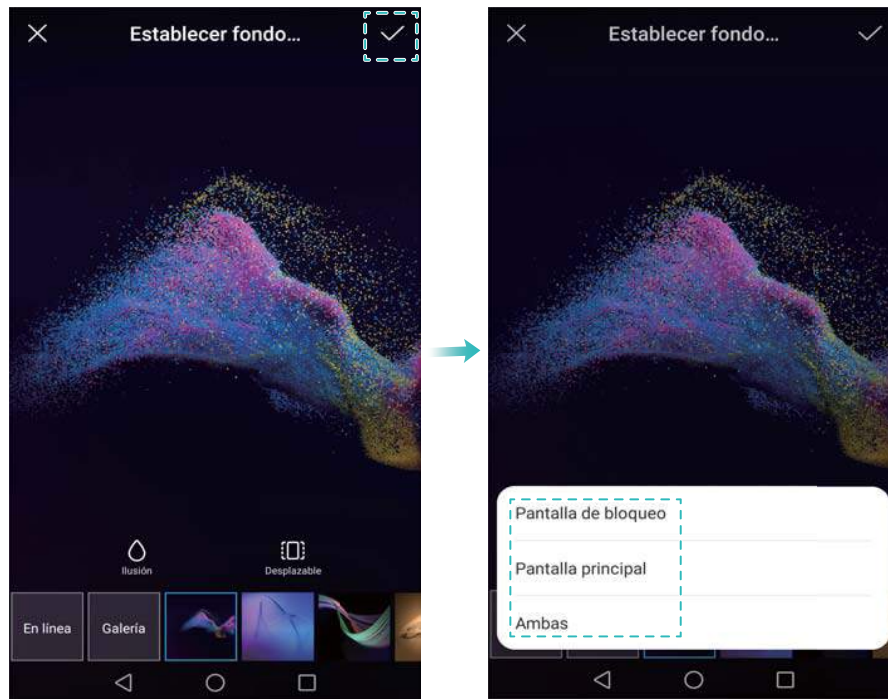 Establecer fondo...
Ilusión
Desplazable
En línea
Galería
Establecer fondo...
Pantalla de bloqueo
Pantalla principal
Ambas